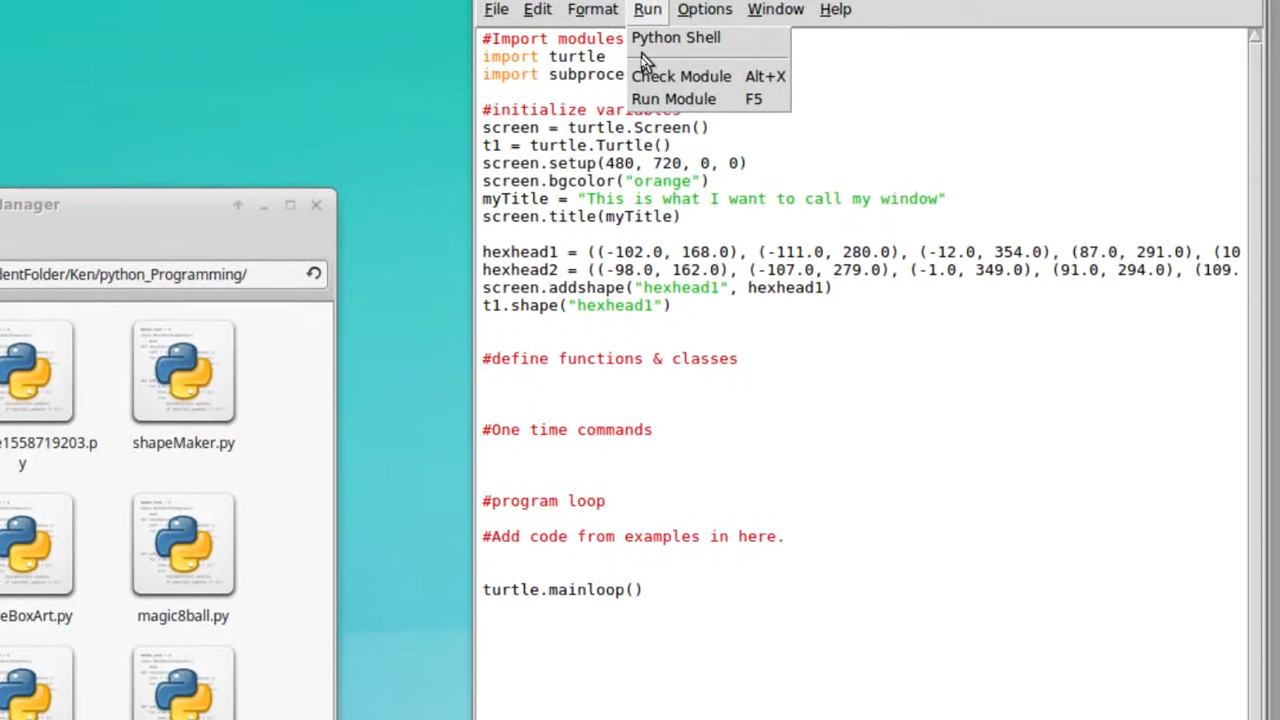 File Edit Format Run Options Window Help
Python Shell
Check Module Alt+X
Run Module F5
#Import modules
import turtle
import subproce
#initialize variables
screen = turtle.Screen()
t1 = turtle.Turtle()
screen.setup(480, 720, 0, 0)
screen.bgcolor("orange")
myTitle = "This is what I want to call my window"
screen.title(myTitle)
hexhead1 = ((-102.0, 168.0), (-111.0, 280.0), (-12.0, 354.0), (87.0, 291.0), (10
hexhead2 = ((-98.0, 162.0), (-107.0, 279.0), (-1.0, 349.0), (91.0, 294.0), (109.
screen.addshape("hexhead1", hexhead1)
t1.shape("hexhead1")
#define functions & classes
#One time commands
#program loop
#Add code from examples in here.
turtle.mainloop()
anager
dentFolder/Ken/python_Programming/
e1558719203.p
y
shapeMaker.py
eBoxArt.py
magic8ball.py